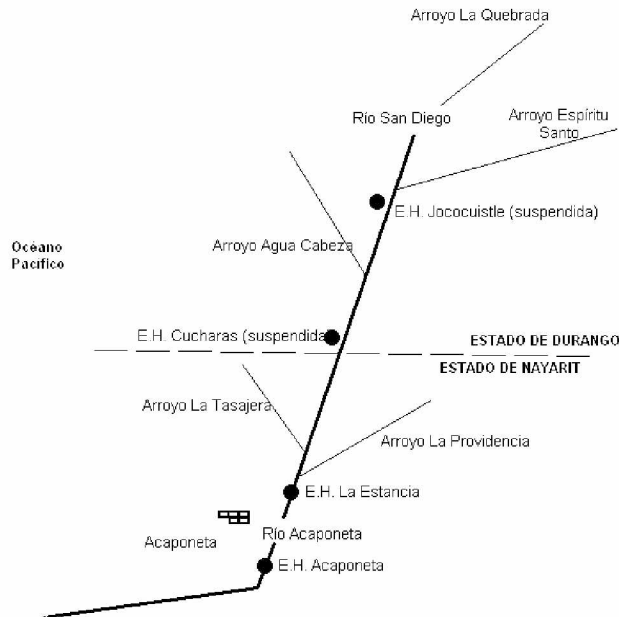 Arroyo La Quebrada
Río San Diego
Arroyo Espíritu
Santo
E.H. Jococuistle (suspendida)
Arroyo Agua Cabeza
Océano
Pacífico
E.H. Cucharas (suspendida
ESTADO DE DURANGO
ESTADO DE NAYARIT
Arroyo La Tasajera
Arroyo La Providencia
E.H. La Estancia
Río Acaponeta
Acaponeta
E.H. Acaponeta